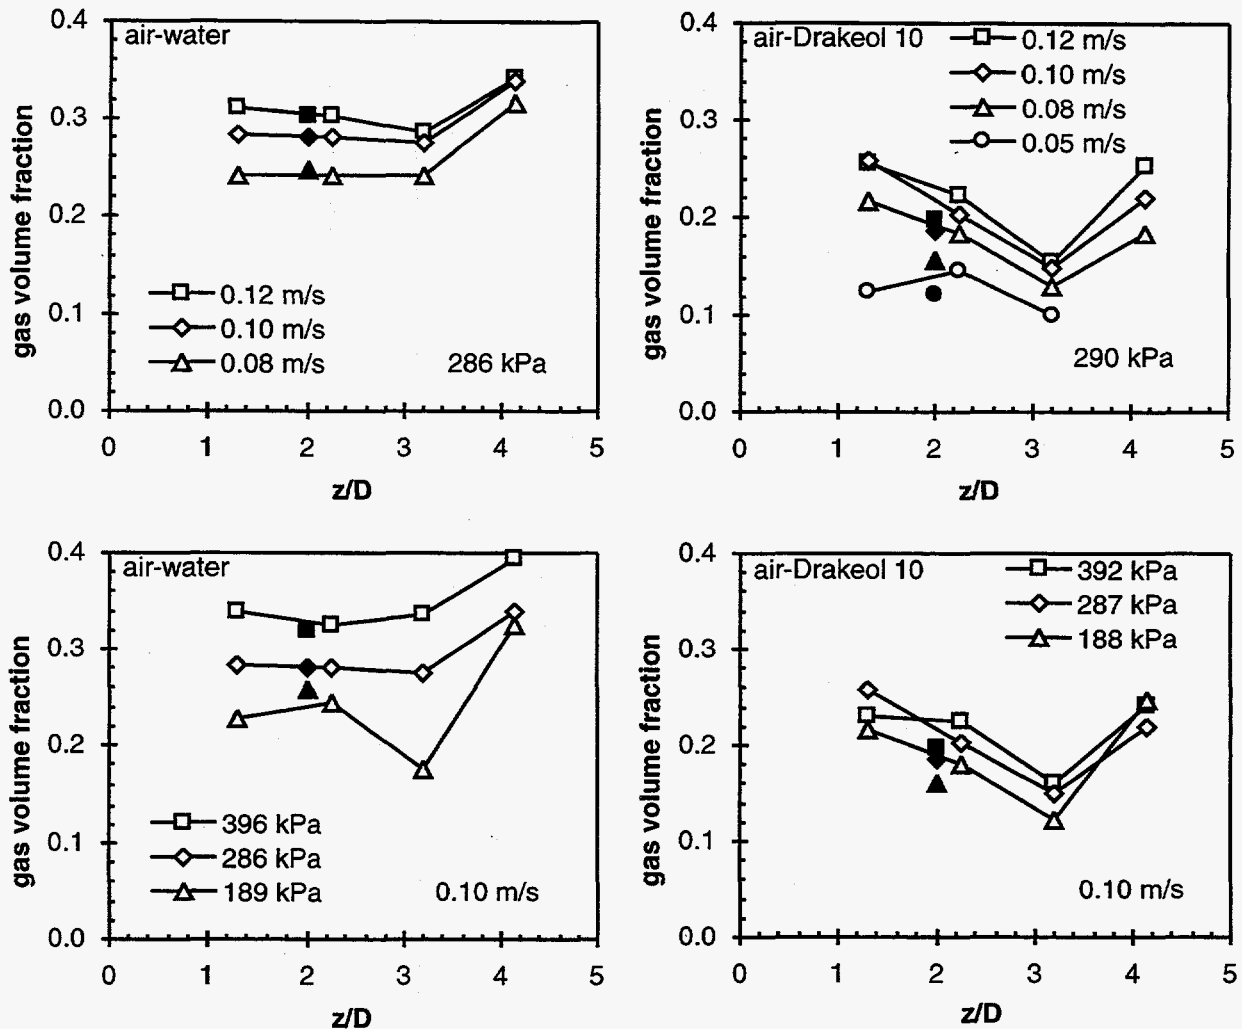 air-water
0.4
0.3
0.2
0.1
0.0
gas volume fraction
0.12 m/s
0.10 m/s
0.08 m/s
286 kPa
0 1 2 3 4 5
z/D
air-Drakeol 10
0.12 m/s
0.10 m/s
0.08 m/s
0.05 m/s
0.4
0.3
0.2
0.1
0.0
gas volume fraction
290 kPa
0 1 2 3 4 5
z/D
air-water
0.4
0.3
0.2
0.1
0.0
gas volume fraction
396 kPa
286 kPa
189 kPa
0.10 m/s
0 1 2 3 4 5
z/D
air-Drakeol 10
392 kPa
287 kPa
188 kPa
0.4
0.3
0.2
0.1
0.0
gas volume fraction
0.10 m/s
0 1 2 3 4 5
z/D